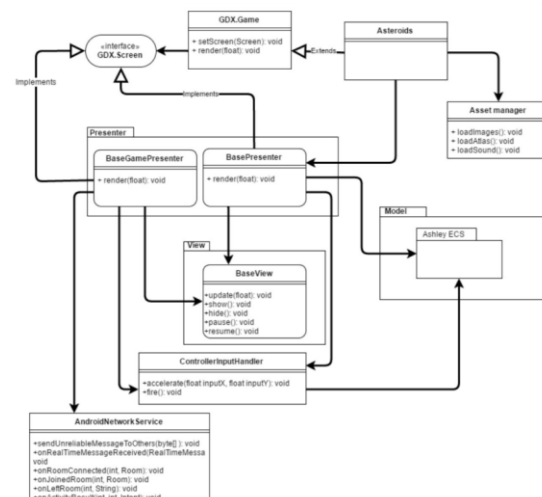 GDX.Game
+ setScreen(Screen): void
+ render(float): void
«interface»
GDX.Screen
Asteroids
Extends
Implements
Implements
Asset manager
+ loadImages(): void
+ loadAtlas(): void
+ loadSound(): void
Presenter
BaseGamePresenter
+ render(float): void
BasePresenter
+ render(float): void
Model
Ashley ECS
View
BaseView
+update(float): void
+show(): void
+hide(): void
+pause(): void
+resume(): void
ControllerInputHandler
+accelerate(float inputX, float inputY): void
+fire(): void
AndroidNetworkService
+sendUnreliableMessageToOthers(byte[] ): void
+onRealTimeMessageReceived(RealTimeMessa
void
+onRoomConnected(int, Room): void
+onJoinedRoom(int, Room): void
+onLeftRoom(int, String): void